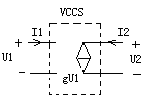 VCCS
I1 I2
+ +
U1 U2
− −
gU1